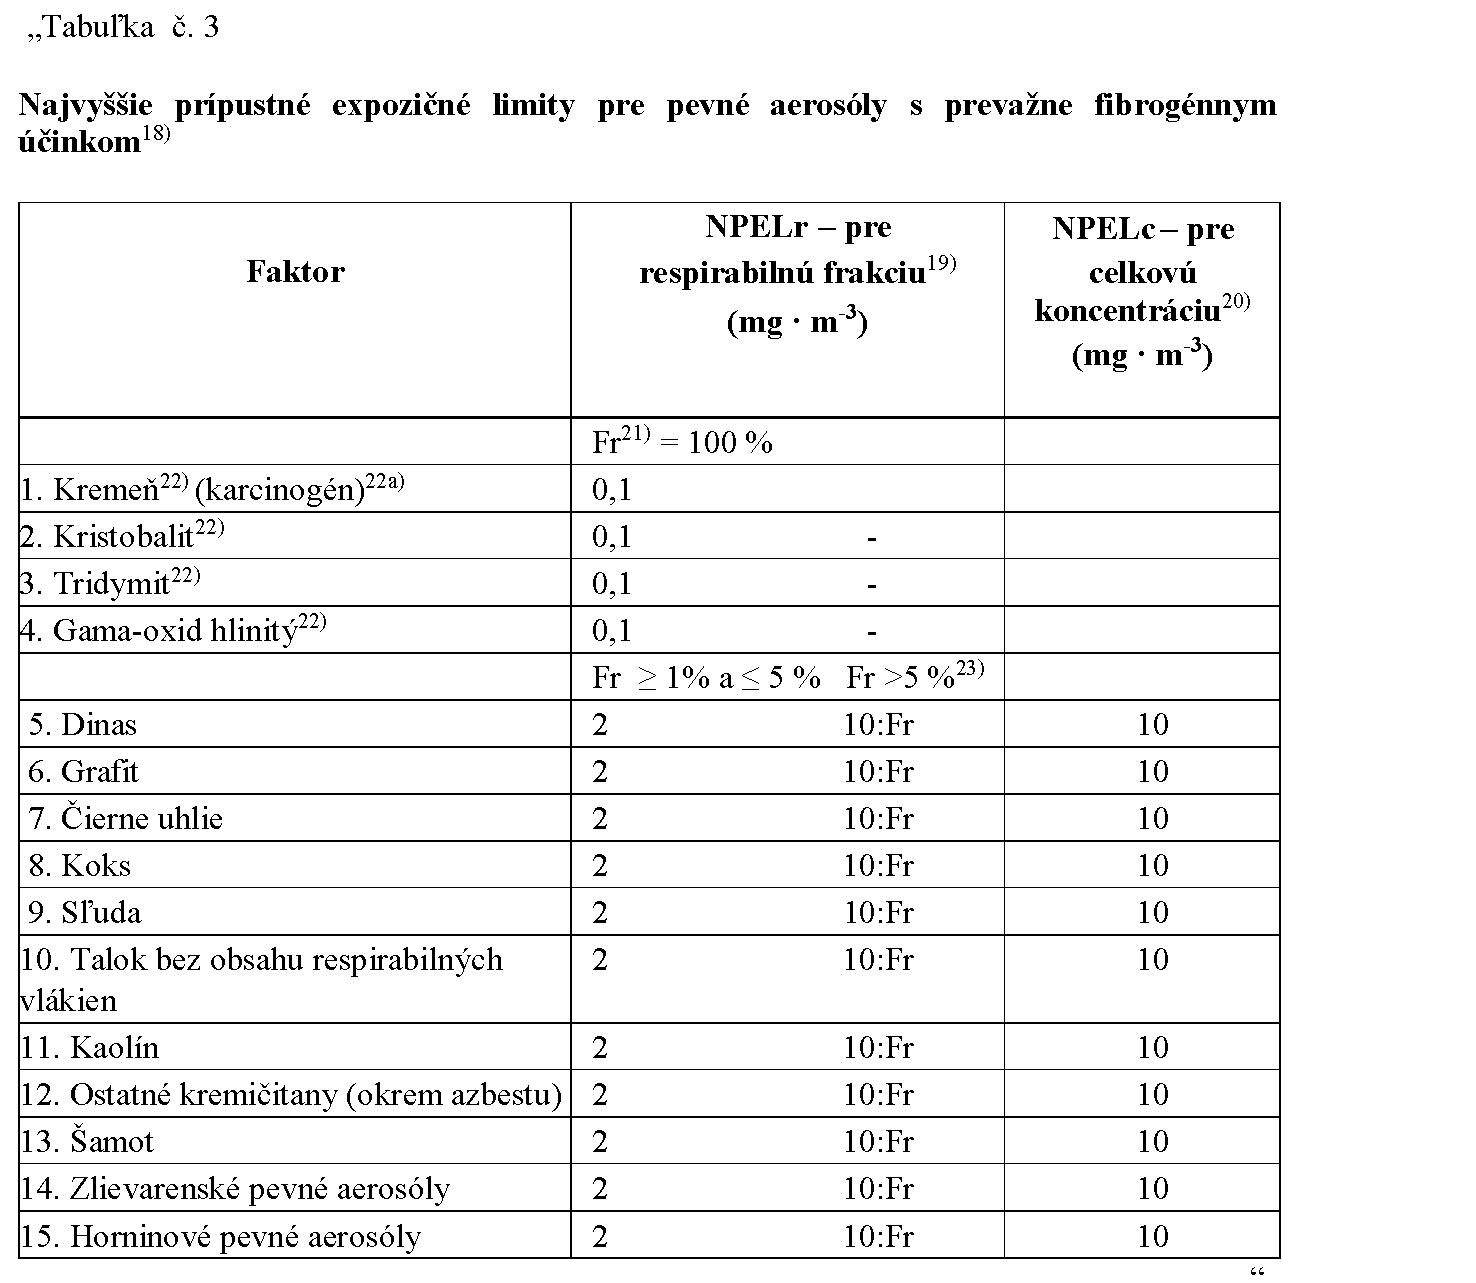 „Tabuľka č. 3
Najvyššie prípustné expozičné limity pre pevné aerosóly s prevažne fibrogénnym
účinkom18)
Faktor
NPELr – pre
respirabilnú frakciu19)
(mg · m-3)
NPELc – pre
celkovú
koncentráciu20)
(mg · m-3)
Fr21) = 100 %
1. Kremeň22) (karcinogén)22a) 0,1
2. Kristobalit22) 0,1 -
3. Tridymit22) 0,1 -
4. Gama-oxid hlinitý22) 0,1 -
Fr ≥ 1% a ≤ 5 % Fr >5 %23)
5. Dinas 2 10:Fr 10
6. Grafit 2 10:Fr 10
7. Čierne uhlie 2 10:Fr 10
8. Koks 2 10:Fr 10
9. Sľuda 2 10:Fr 10
10. Talok bez obsahu respirabilných 2 10:Fr 10
vlákien
11. Kaolín 2 10:Fr 10
12. Ostatné kremičitany (okrem azbestu) 2 10:Fr 10
13. Šamot 2 10:Fr 10
14. Zlievarenské pevné aerosóly 2 10:Fr 10
15. Horninové pevné aerosóly 2 10:Fr 10
“